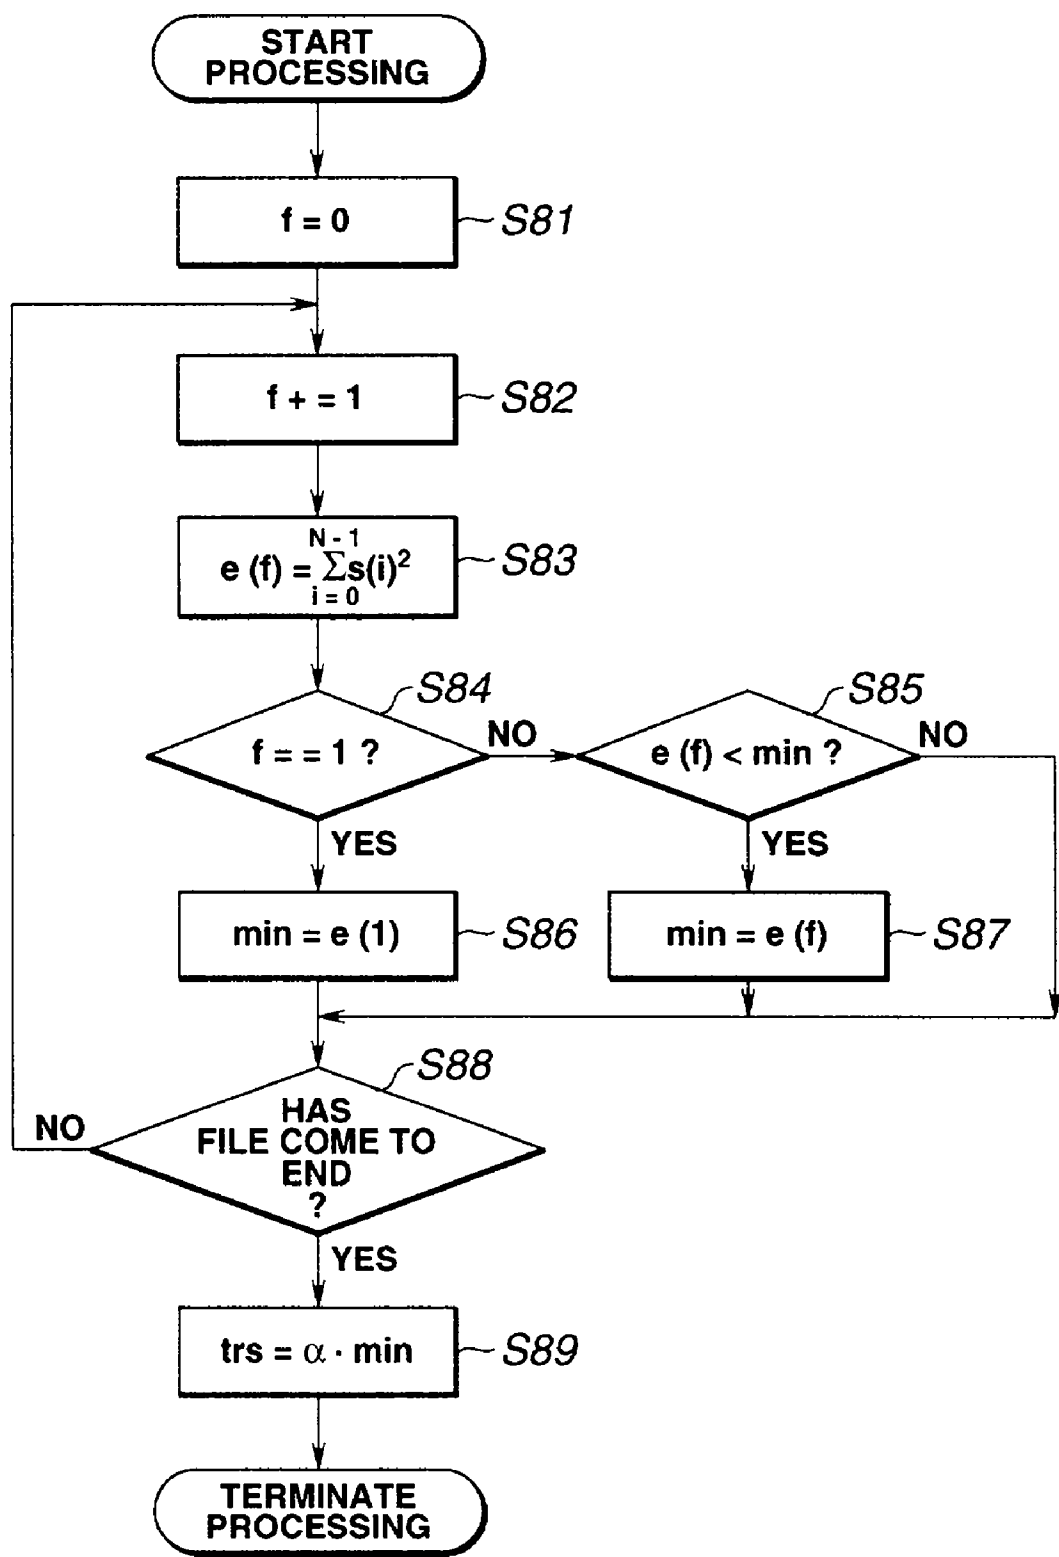 START
PROCESSING
f = 0
S81
f + = 1
S82
N - 1
e (f) = Σs(i)²
i = 0
S83
S84
f = = 1 ?
NO
YES
S85
e (f) < min ?
NO
YES
min = e (1)
S86
min = e (f)
S87
S88
HAS
FILE COME TO
END
?
NO
YES
trs = α · min
S89
TERMINATE
PROCESSING